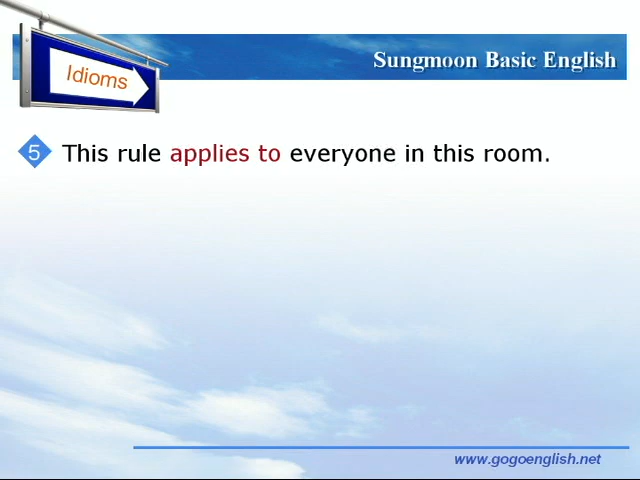 Idioms
Sungmoon Basic English
5 This rule applies to everyone in this room.
www.gogoenglish.net